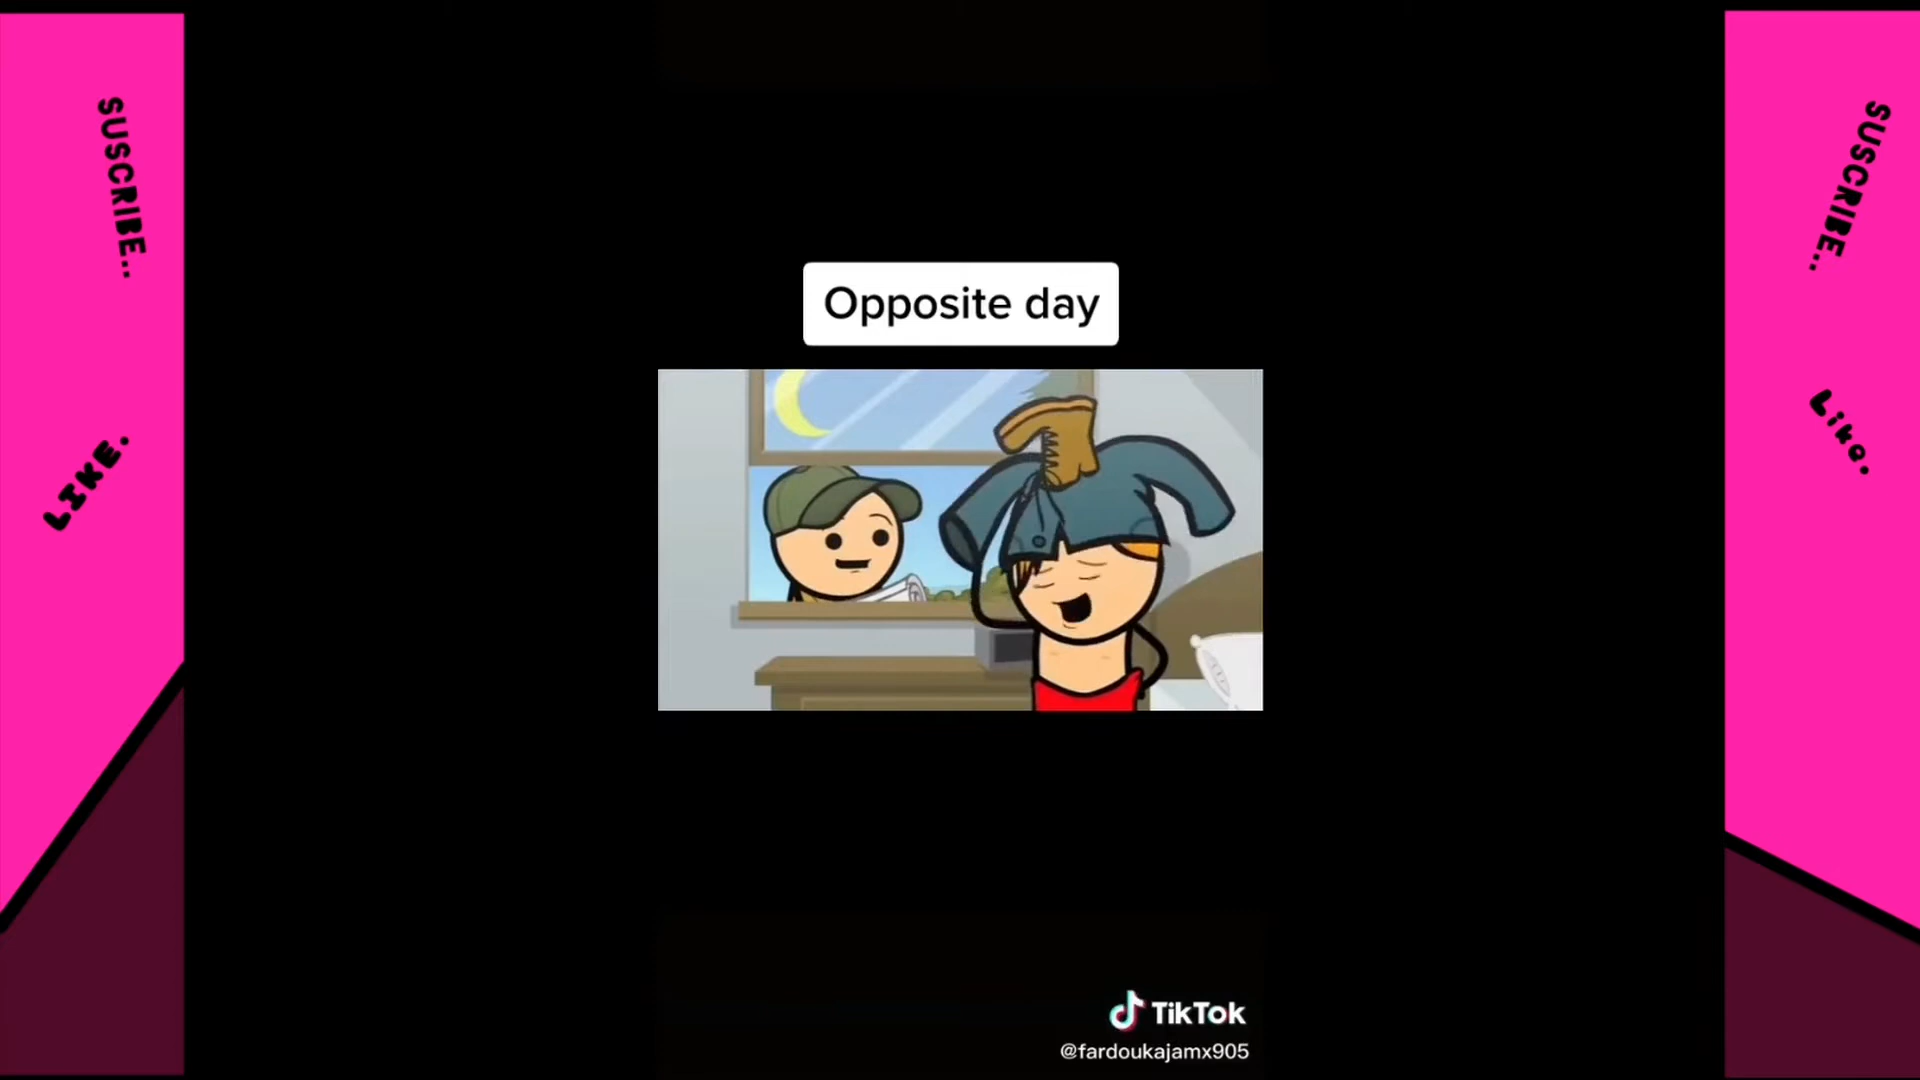 SUSCRIBE..
LIKE.
Opposite day
SUSCRIBE..
Like.
TikTok
@fardoukajamx905